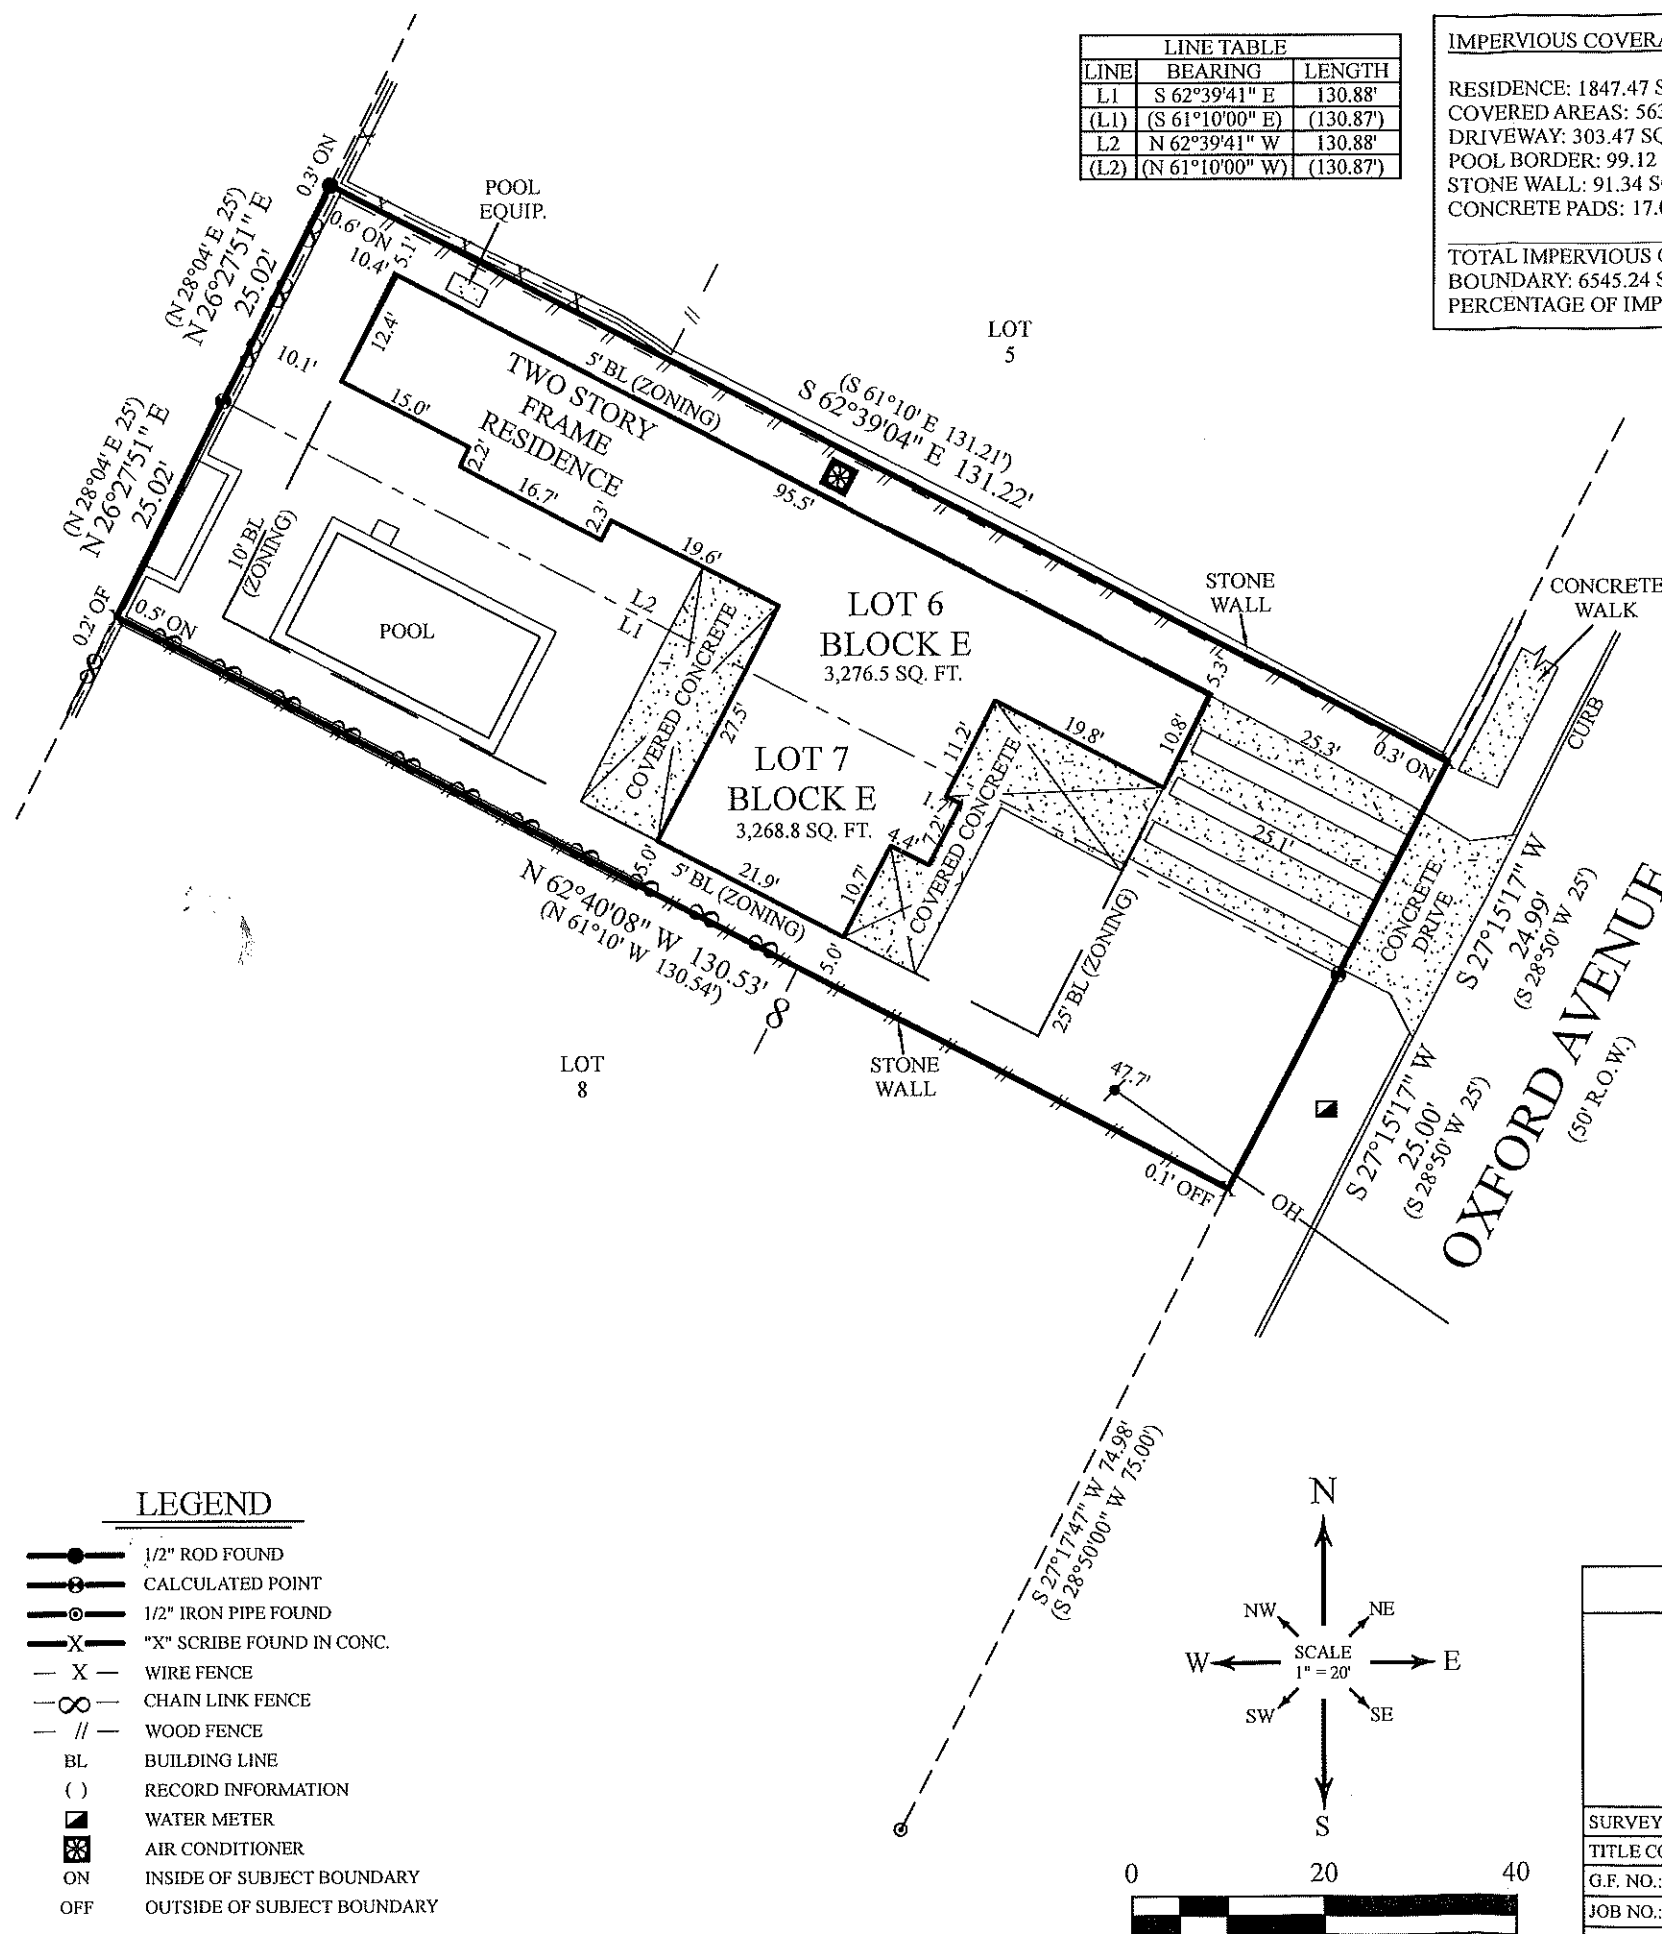 LINE TABLE
LINE BEARING LENGTH
L1 S 62°39'41" E 130.88'
(L1) (S 61°10'00" E) (130.87')
L2 N 62°39'41" W 130.88'
(L2) (N 61°10'00" W) (130.87')
IMPERVIOUS
RESIDENCE: 1847.47
COVERED AREAS:
DRIVEWAY: 303.47
POOL BORDER: 99.12
STONE WALL: 91.34
CONCRETE PADS:
TOTAL IMPERVIOUS
BOUNDARY: 6545.24
PERCENTAGE OF
0.3' ON
POOL
EQUIP.
0.6' ON
10.4'
5.1'
(N 28°04' E 25')
N 26°27'51" E
25.02'
12.4'
10.1'
15.0'
TWO STORY
FRAME
RESIDENCE
5' BL (ZONING)
LOT
5
(S 61°10' E 131.21')
S 62°39'04" E 131.22'
(N 28°04' E 25')
N 26°27'51" E
25.02'
2.2'
16.7'
2.3'
95.5'
19.6'
10' BL
(ZONING)
0.2' OF
0.5' ON
POOL
L2
L1
COVERED CONCRETE
LOT 6
BLOCK E
3,276.5 SQ. FT.
STONE
WALL
CONCRETE
WALK
5.3'
27.5'
LOT 7
BLOCK E
3,268.8 SQ. FT.
11.2'
19.8'
10.8'
25.3'
0.3' ON
CURB
7.2'
4.4'
COVERED CONCRETE
25.1'
CONCRETE
DRIVE
5.0'
21.9'
5' BL (ZONING)
10.7'
5.0'
25' BL (ZONING)
N 62°40'08" W 130.53'
(N 61°10' W 130.54')
S 27°15'17" W
24.99'
(S 28°50' W 25')
OXFORD AVENUE
(50' R.O.W.)
LOT
8
STONE
WALL
47.7'
S 27°15'17" W
25.00'
(S 28°50' W 25')
0.1' OFF
OH
S 27°17'47" W 74.98'
(S 28°50'00" W 75.00')
LEGEND
1/2" ROD FOUND
CALCULATED POINT
1/2" IRON PIPE FOUND
X "X" SCRIBE FOUND IN CONC.
X WIRE FENCE
CHAIN LINK FENCE
// WOOD FENCE
BL BUILDING LINE
( ) RECORD INFORMATION
WATER METER
AIR CONDITIONER
ON INSIDE OF SUBJECT BOUNDARY
OFF OUTSIDE OF SUBJECT BOUNDARY
N
NW NE
W SCALE E
1" = 20'
SW SE
S
0 20 40
SURVEY
TITLE
G.F. NO.:
JOB NO.: